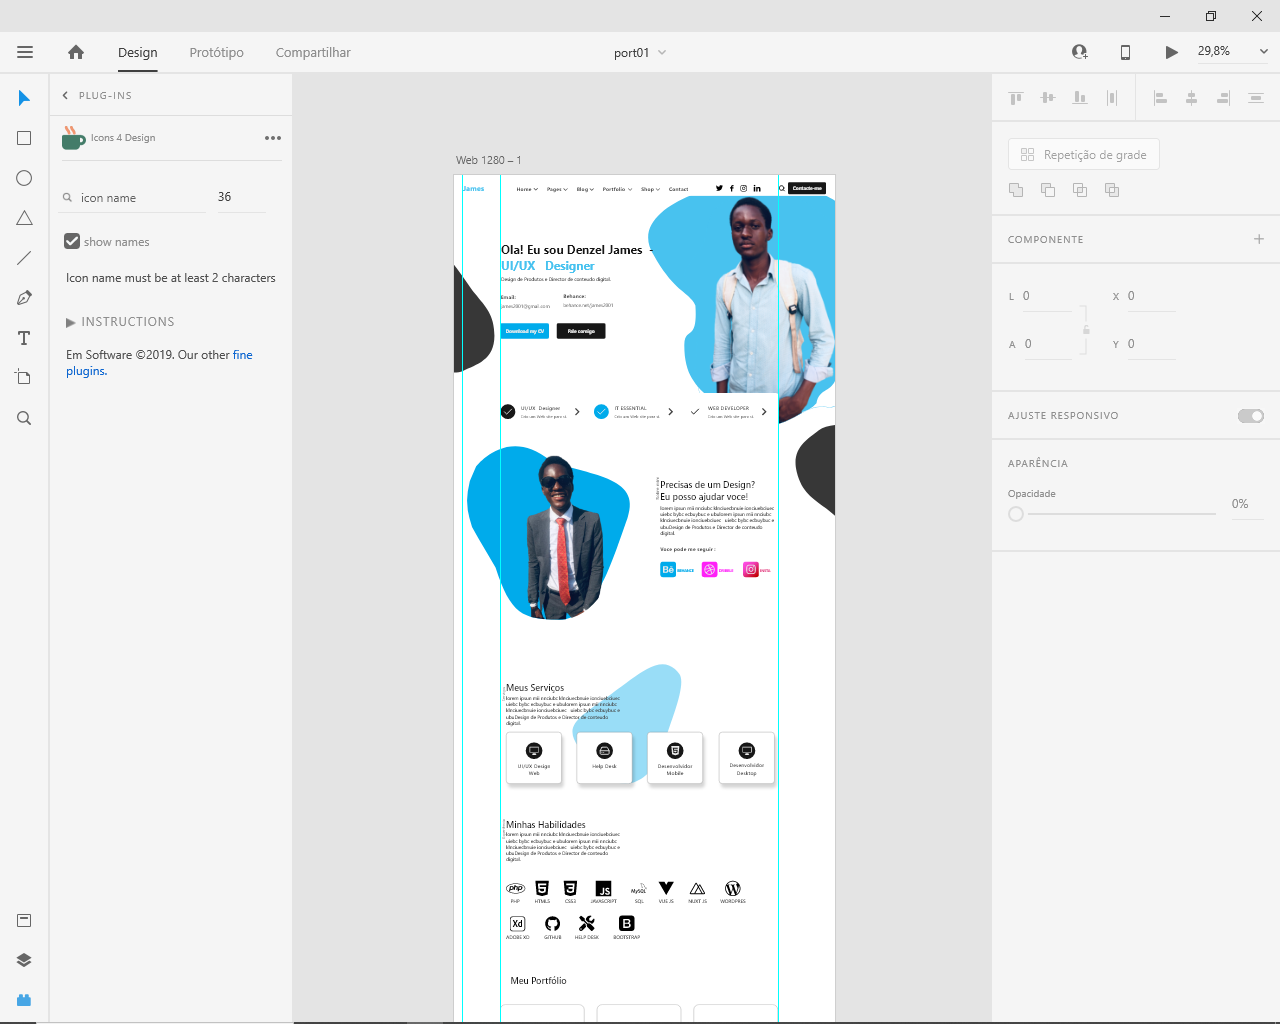 Design
Protótipo
Compartilhar
port01
29,8%
PLUG-INS
Icons 4 Design
icon name
36
show names
Icon name must be at least 2 characters
INSTRUCTIONS
Em Software ©2019. Our other fine
plugins.
Web 1280 – 1
James
Home
Pages
Blog
Portfolio
Shop
Contact
Contacte-me
Ola! Eu sou Denzel James -
UI/UX Designer
Design de Produtos e Director de conteudo digital.
Email:
Behance:
Download my CV
Fale comigo
UI/UX Designer
IT ESSENTIAL
WEB DEVELOPER
Precisas de um Design?
Eu posso ajudar voce!
Voce pode me seguir :
Bē
BEHANCE
DRIBBLE
Meus Serviços
UI/UX Design
Web
Help Desk
Desenvolvidor
Mobile
Desenvolvidor
Desktop
Minhas Habilidades
PHP
HTML5
CSS3
JAVASCRIPT
SQL
VUE JS
NUXT JS
WORDPRES
ADOBE XD
GITHUB
HELP DESK
BOOTSTRAP
Meu Portfólio
Repetição de grade
COMPONENTE
L 0
X 0
A 0
Y 0
AJUSTE RESPONSIVO
APARÊNCIA
Opacidade
0%